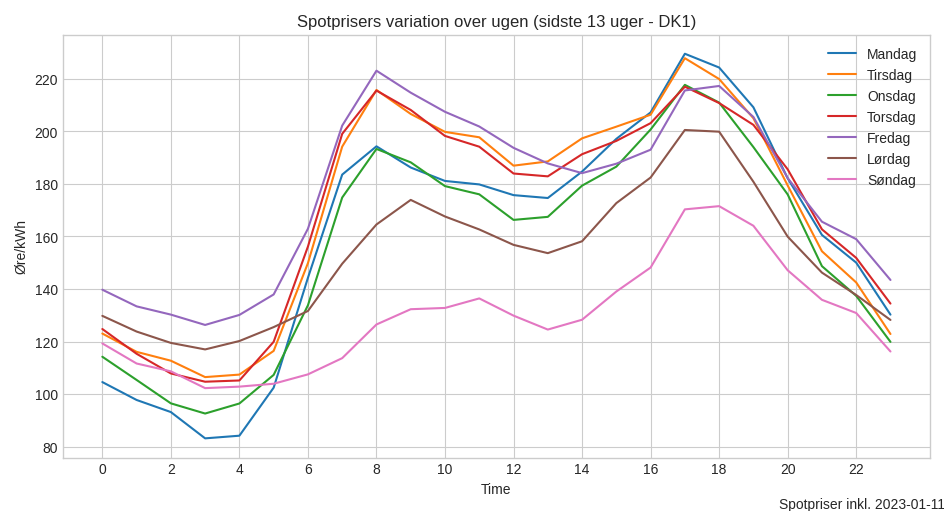 Spotprisers variation over ugen (sidste 13 uger - DK1)
Øre/kWh
220
200
180
160
140
120
100
80
Mandag
Tirsdag
Onsdag
Torsdag
Fredag
Lørdag
Søndag
0 2 4 6 8 10 12 14 16 18 20 22
Time
Spotpriser inkl. 2023-01-11